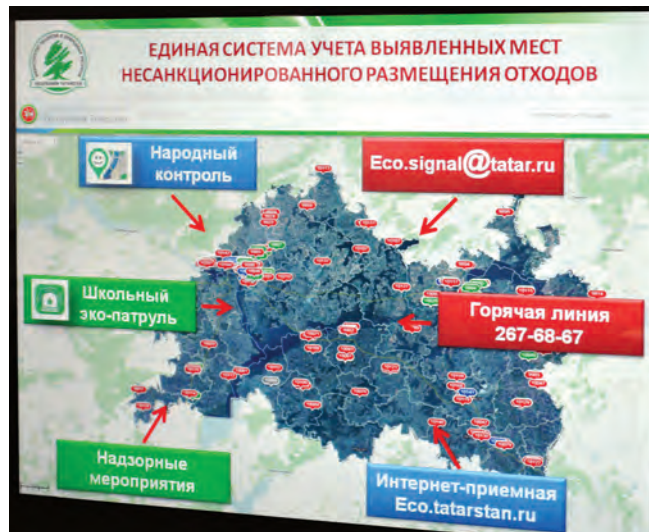 ЕДИНАЯ СИСТЕМА УЧЕТА ВЫЯВЛЕННЫХ МЕСТ
НЕСАНКЦИОНИРОВАННОГО РАЗМЕЩЕНИЯ ОТХОДОВ
Народный
контроль
Eco.signal@tatar.ru
Школьный
эко-патруль
Горячая линия
267-68-67
Надзорные
мероприятия
Интернет-приемная
Eco.tatarstan.ru